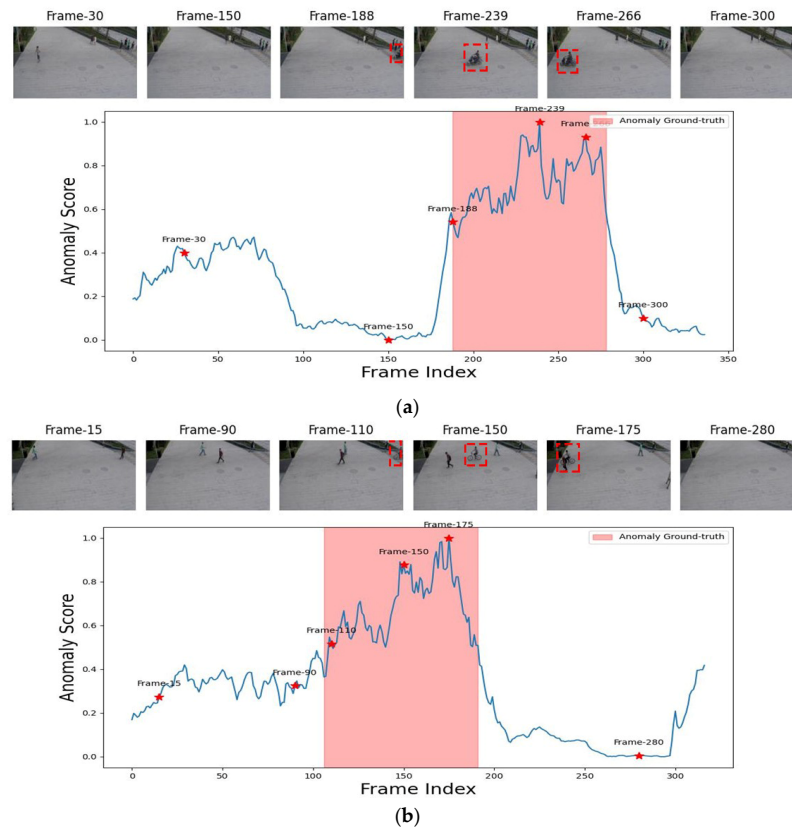 Frame-30 Frame-150 Frame-188 Frame-239 Frame-266 Frame-300
Frame-239
Anomaly Ground-truth
Frame-
1.0
0.8
0.6
0.4
0.2
0.0
Anomaly Score
Frame-30
Frame-150
Frame-188
Frame-300
0 50 100 150 200 250 300 350
Frame Index
(a)
Frame-15 Frame-90 Frame-110 Frame-150 Frame-175 Frame-280
Frame-175
Anomaly Ground-truth
1.0
0.8
0.6
0.4
0.2
0.0
Anomaly Score
Frame-150
Frame-110
Frame-90
Frame-15
Frame-280
0 50 100 150 200 250 300
Frame Index
(b)